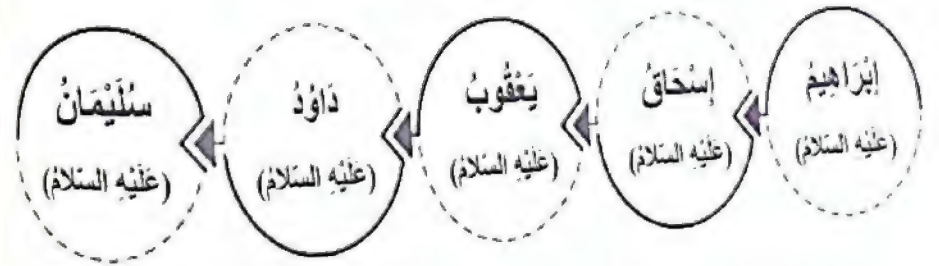 إِبْرَاهِيمُ
(عَلَيْهِ السَّلَامُ)
إِسْحَاقُ
(عَلَيْهِ السَّلَامُ)
يَعْقُوبُ
(عَلَيْهِ السَّلَامُ)
دَاوُدُ
(عَلَيْهِ السَّلَامُ)
سُلَيْمَانُ
(عَلَيْهِ السَّلَامُ)